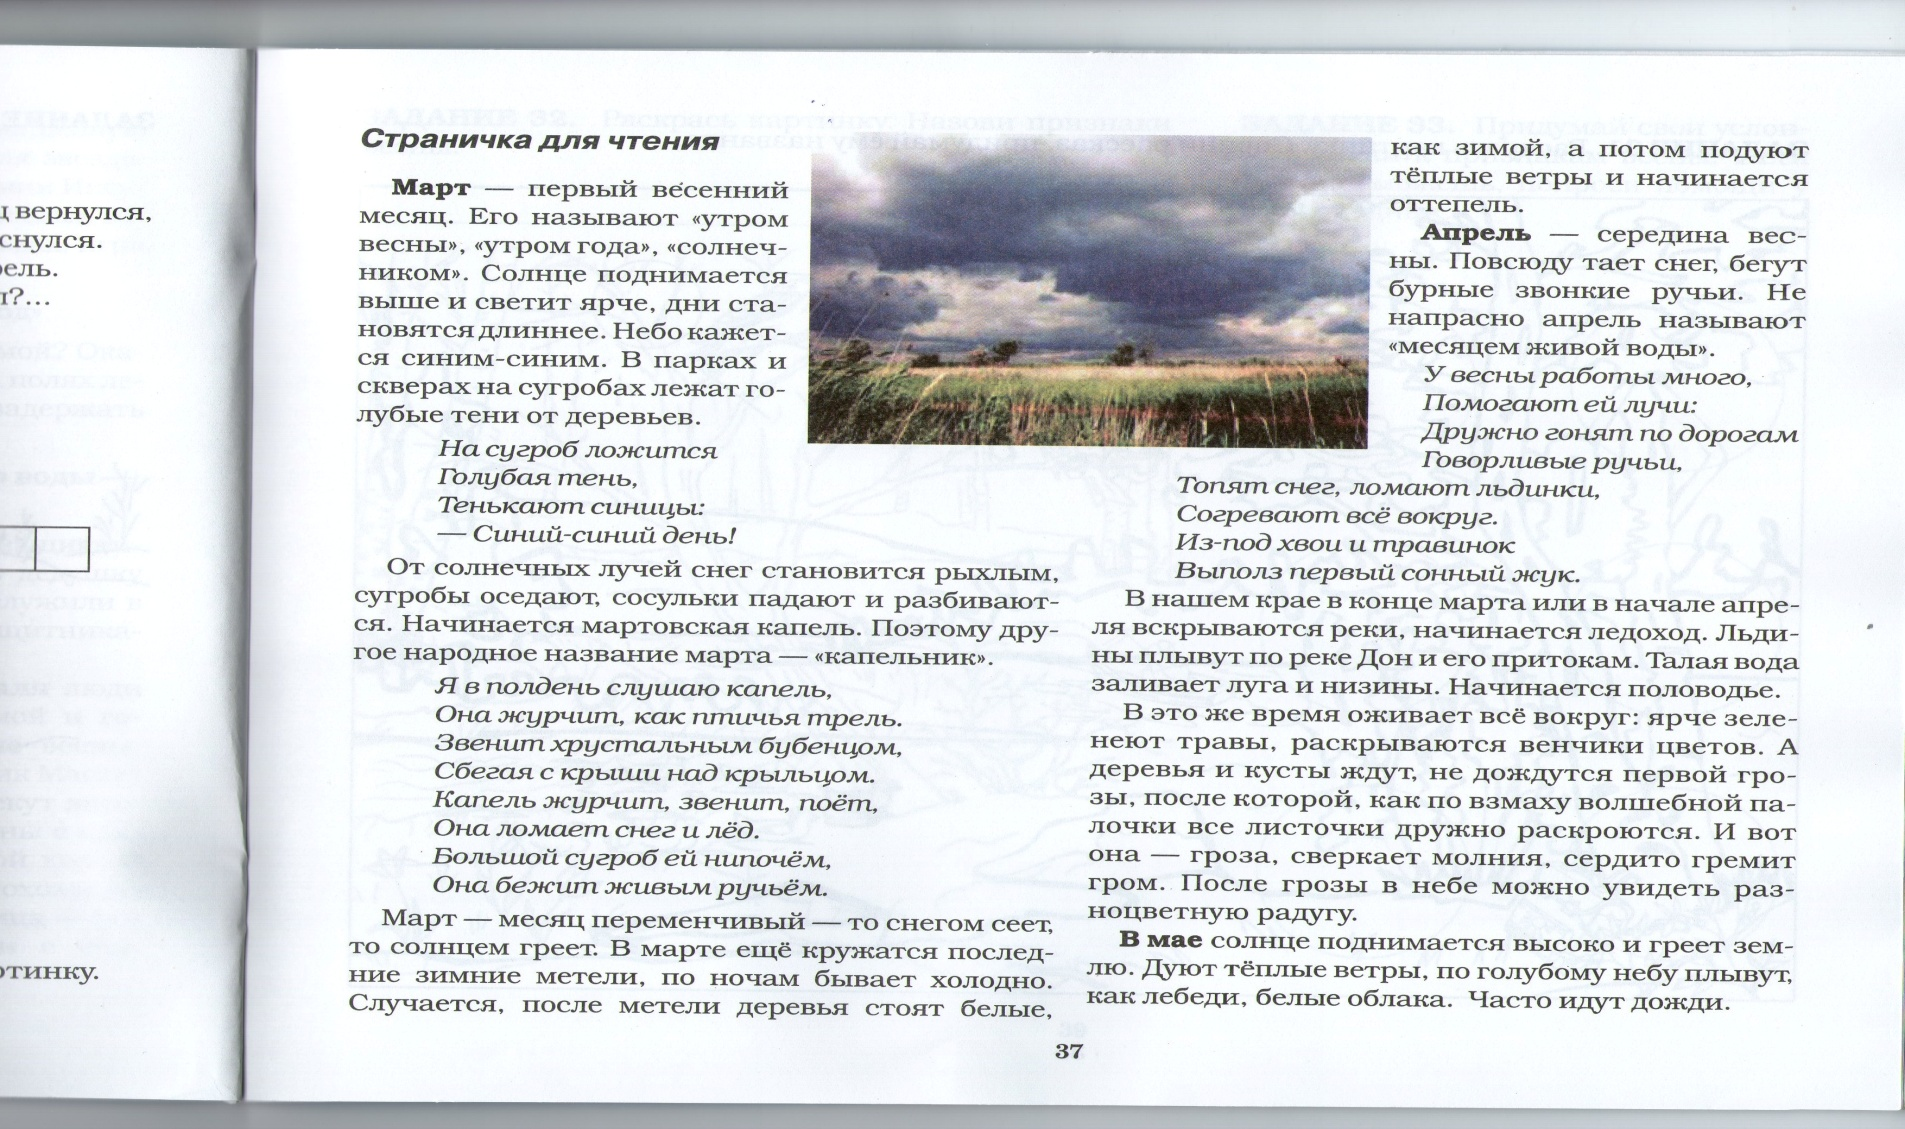 вернулся,
снулся.
ель.
?...
тинку.
Страничка для чтения
Март — первый весенний
месяц. Его называют «утром
весны», «утром года», «солнеч-
ником». Солнце поднимается
выше и светит ярче, дни ста-
новятся длиннее. Небо кажет-
ся синим-синим. В парках и
скверах на сугробах лежат го-
лубые тени от деревьев.
На сугроб ложится
Голубая тень,
Тенькают синицы:
— Синий-синий день!
От солнечных лучей снег становится рыхлым,
сугробы оседают, сосульки падают и разбивают-
ся. Начинается мартовская капель. Поэтому дру-
гое народное название марта — «капельник».
Я в полдень слушаю капель,
Она журчит, как птичья трель.
Звенит хрустальным бубенцом,
Сбегая с крыши над крыльцом.
Капель журчит, звенит, поёт,
Она ломает снег и лёд.
Большой сугроб ей нипочём,
Она бежит живым ручьём.
Март — месяц переменчивый — то снегом сеет,
то солнцем греет. В марте ещё кружатся послед-
ние зимние метели, по ночам бывает холодно.
Случается, после метели деревья стоят белые,
как зимой, а потом подуют
тёплые ветры и начинается
оттепель.
Апрель — середина вес-
ны. Повсюду тает снег, бегут
бурные звонкие ручьи. Не
напрасно апрель называют
«месяцем живой воды».
У весны работы много,
Помогают ей лучи:
Дружно гонят по дорогам
Говорливые ручьи,
Топят снег, ломают льдинки,
Согревают всё вокруг.
Из-под хвои и травинок
Выполз первый сонный жук.
В нашем крае в конце марта или в начале апре-
ля вскрываются реки, начинается ледоход. Льди-
ны плывут по реке Дон и его притокам. Талая вода
заливает луга и низины. Начинается половодье.
В это же время оживает всё вокруг: ярче зеле-
неют травы, раскрываются венчики цветов. А
деревья и кусты ждут, не дождутся первой гро-
зы, после которой, как по взмаху волшебной па-
лочки все листочки дружно раскроются. И вот
она — гроза, сверкает молния, сердито гремит
гром. После грозы в небе можно увидеть раз-
ноцветную радугу.
В мае солнце поднимается высоко и греет зем-
лю. Дуют тёплые ветры, по голубому небу плывут,
как лебеди, белые облака. Часто идут дожди.
37